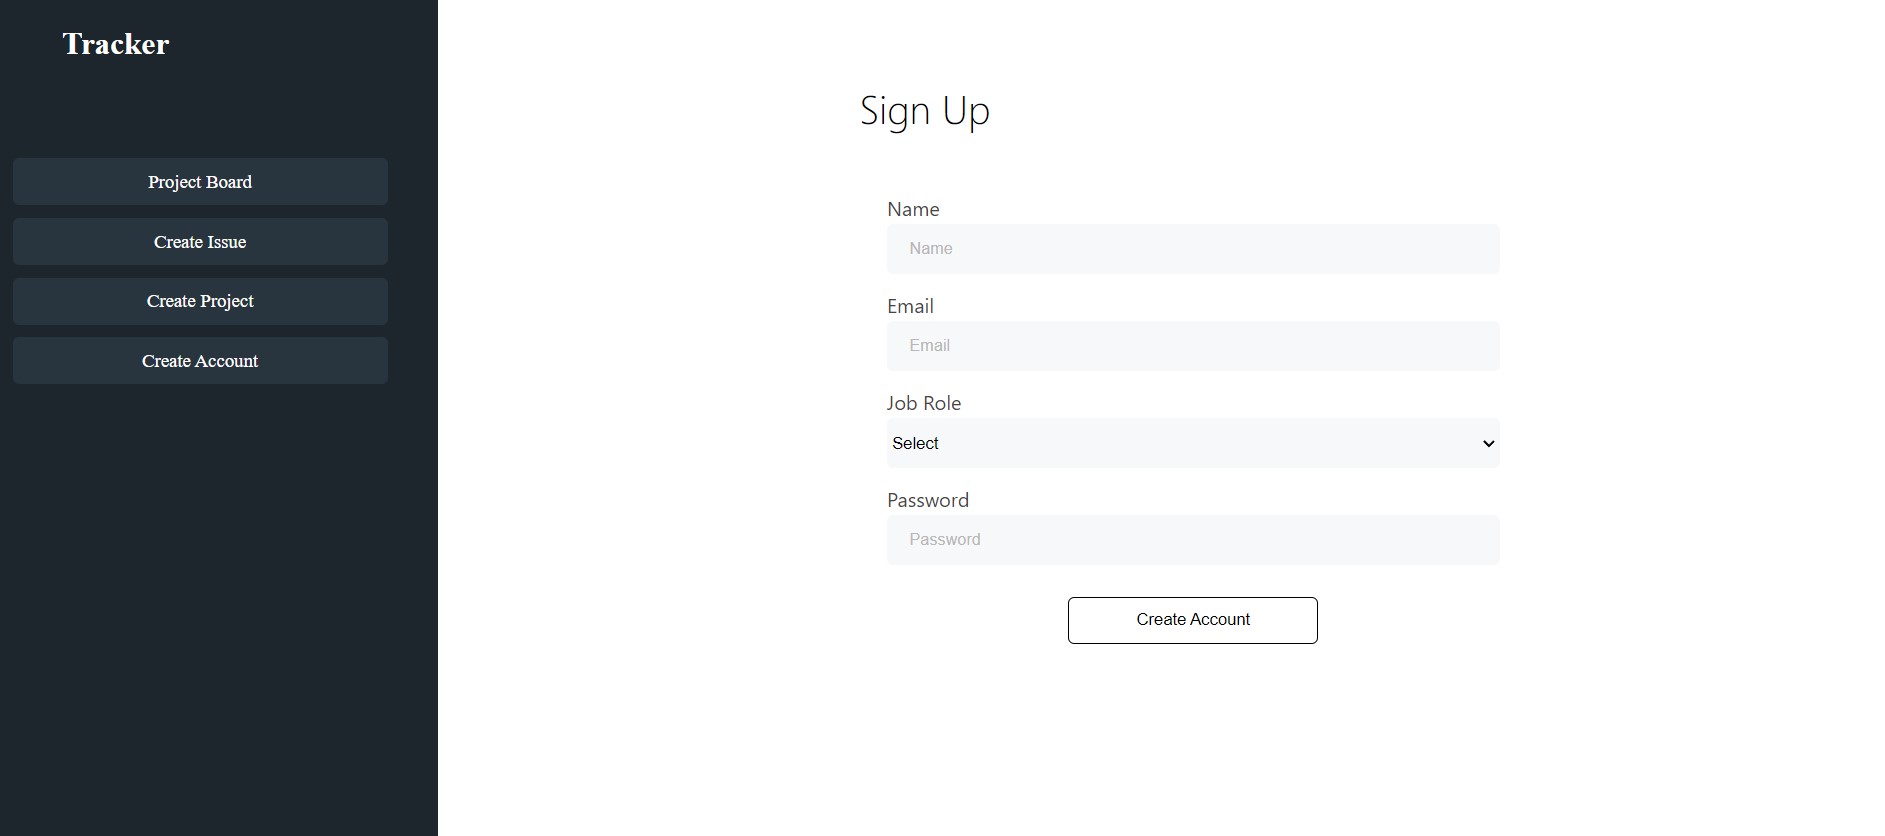 Tracker
Project Board
Create Issue
Create Project
Create Account
Sign Up
Name
Name
Email
Email
Job Role
Select
Password
Password
Create Account